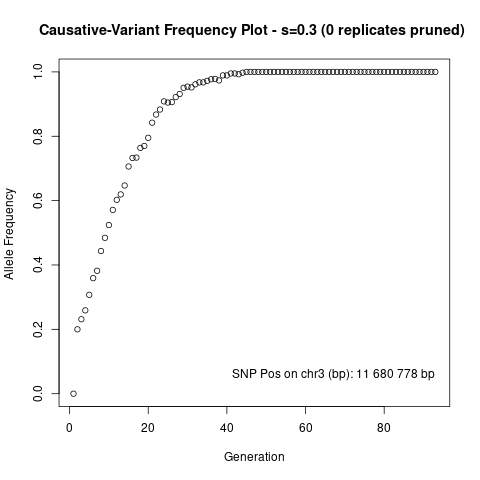 Causative-Variant Frequency Plot - s=0.3 (0 replicates pruned)
Allele Frequency
1.0
0.8
0.6
0.4
0.2
0.0
SNP Pos on chr3 (bp): 11 680 778 bp
0 20 40 60 80
Generation